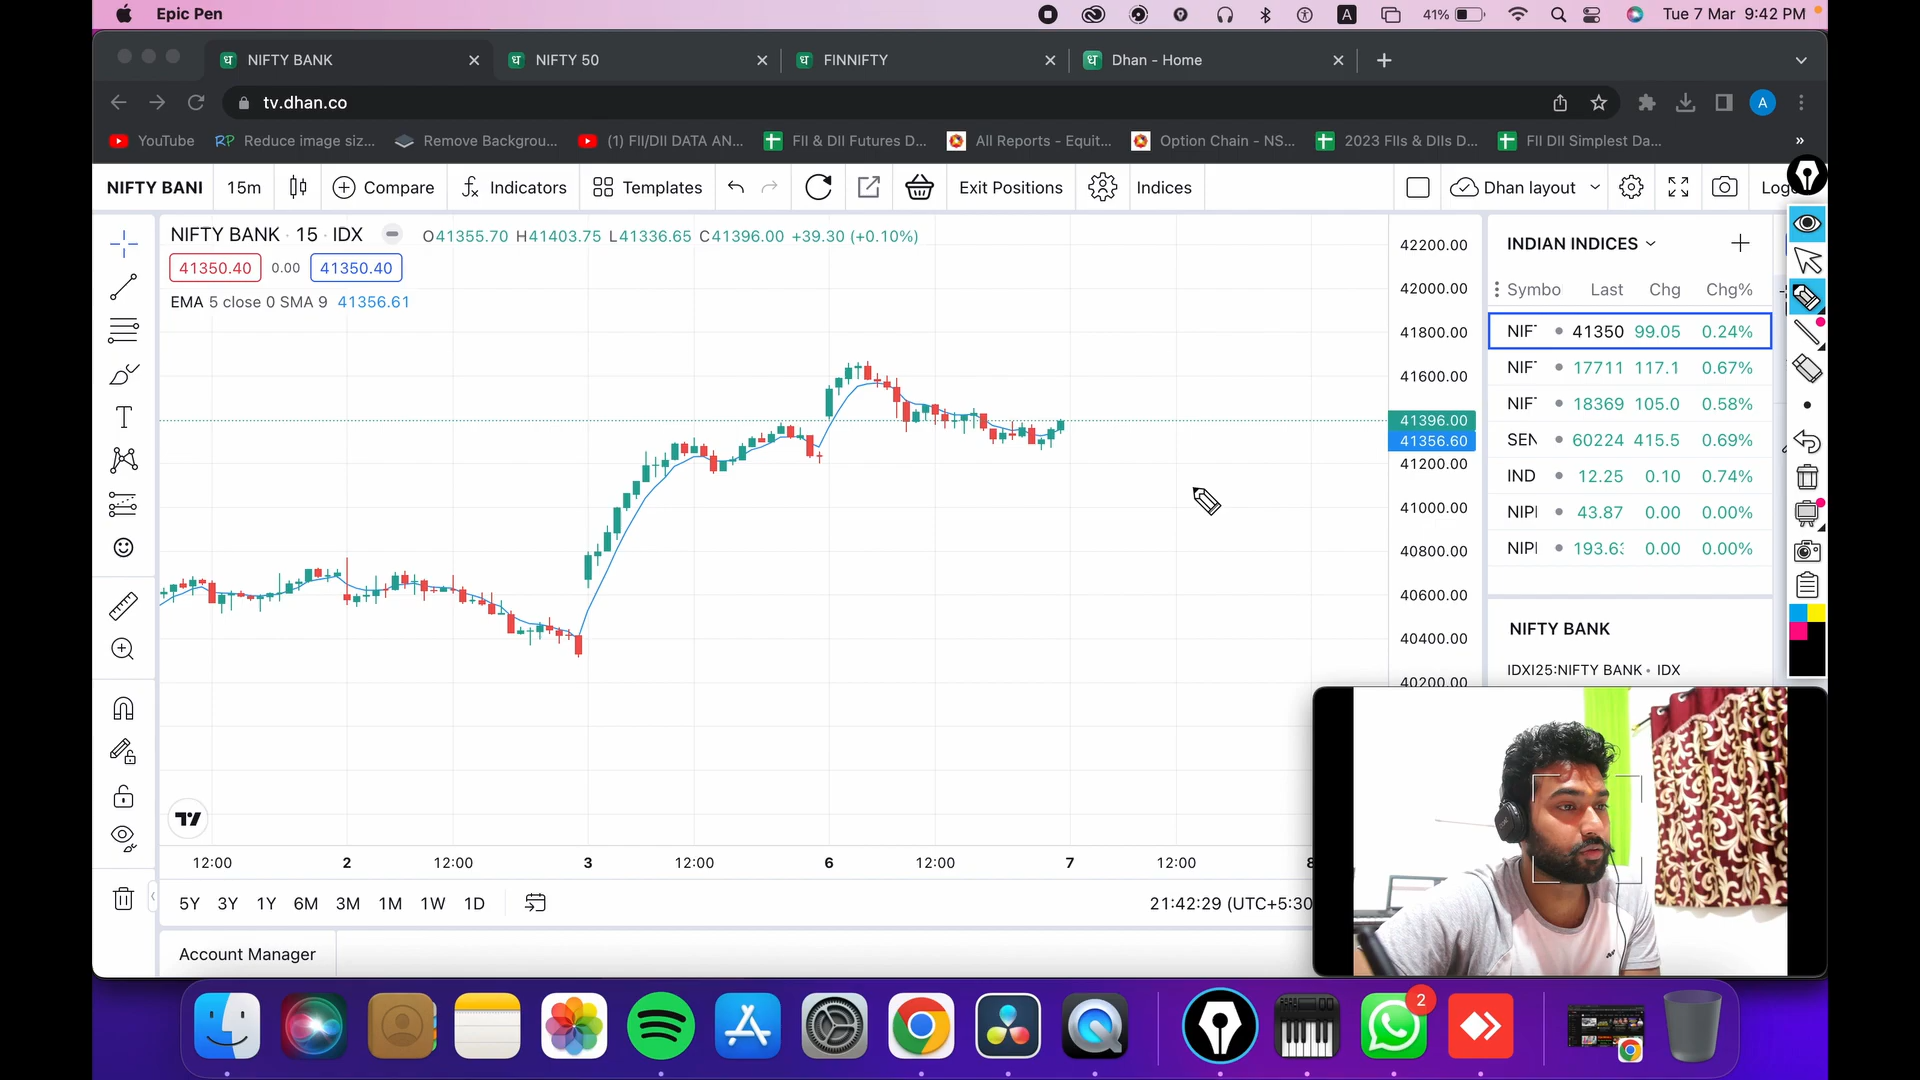 Epic Pen
A
41%
Tue 7 Mar 9:42 PM
NIFTY BANK
NIFTY 50
FINNIFTY
Dhan - Home
tv.dhan.co
A
YouTube
RP Reduce image siz...
Remove Backgrou...
(1) FII/DII DATA AN...
FII & DII Futures D...
All Reports - Equit...
Option Chain - NS...
2023 FIIs & DIIs D...
FII DII Simplest Da...
»
NIFTY BANI
15m
Compare
Indicators
Templates
Exit Positions
Indices
Dhan layout
NIFTY BANK · 15 · IDX
O41355.70 H41403.75 L41336.65 C41396.00 +39.30 (+0.10%)
41350.40 0.00 41350.40
EMA 5 close 0 SMA 9 41356.61
42200.00
42000.00
41800.00
41600.00
41396.00
41356.60
41200.00
41000.00
40800.00
40600.00
40400.00
40200.00
INDIAN INDICES
Symbo Last Chg Chg%
NIF 41350 99.05 0.24%
NIF 17711 117.1 0.67%
NIF 18369 105.0 0.58%
SEN 60224 415.5 0.69%
IND 12.25 0.10 0.74%
NIPI 43.87 0.00 0.00%
NIPI 193.6 0.00 0.00%
NIFTY BANK
IDXI25:NIFTY BANK • IDX
12:00 2 12:00 3 12:00 6 12:00 7 12:00 8
5Y 3Y 1Y 6M 3M 1M 1W 1D
21:42:29 (UTC+5:30
Account Manager
2